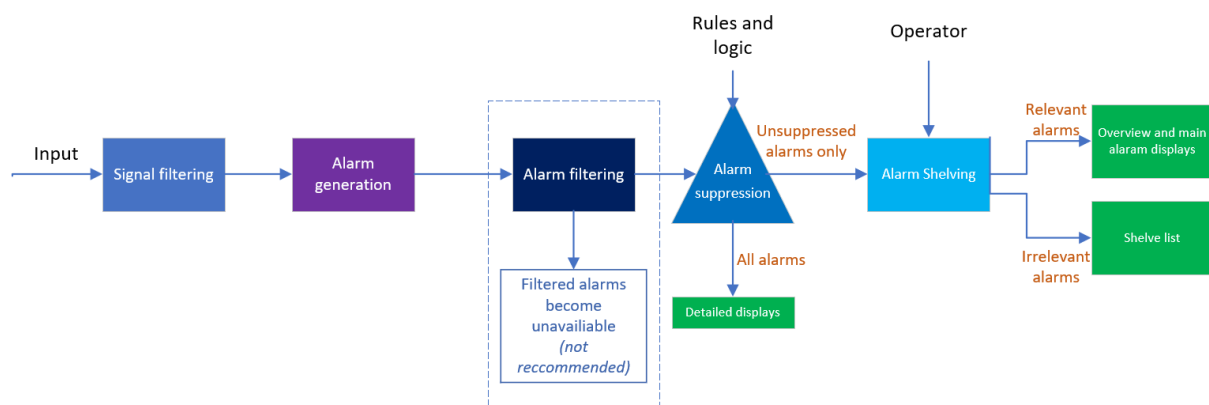 Input
Signal filtering
Alarm
generation
Alarm filtering
Filtered alarms
become
unavailiable
(not
reccommended)
Rules and
logic
Alarm
suppression
Unsuppressed
alarms only
All alarms
Detailed displays
Operator
Alarm Shelving
Relevant
alarms
Overview and main
alaram displays
Irrelevant
alarms
Shelve list